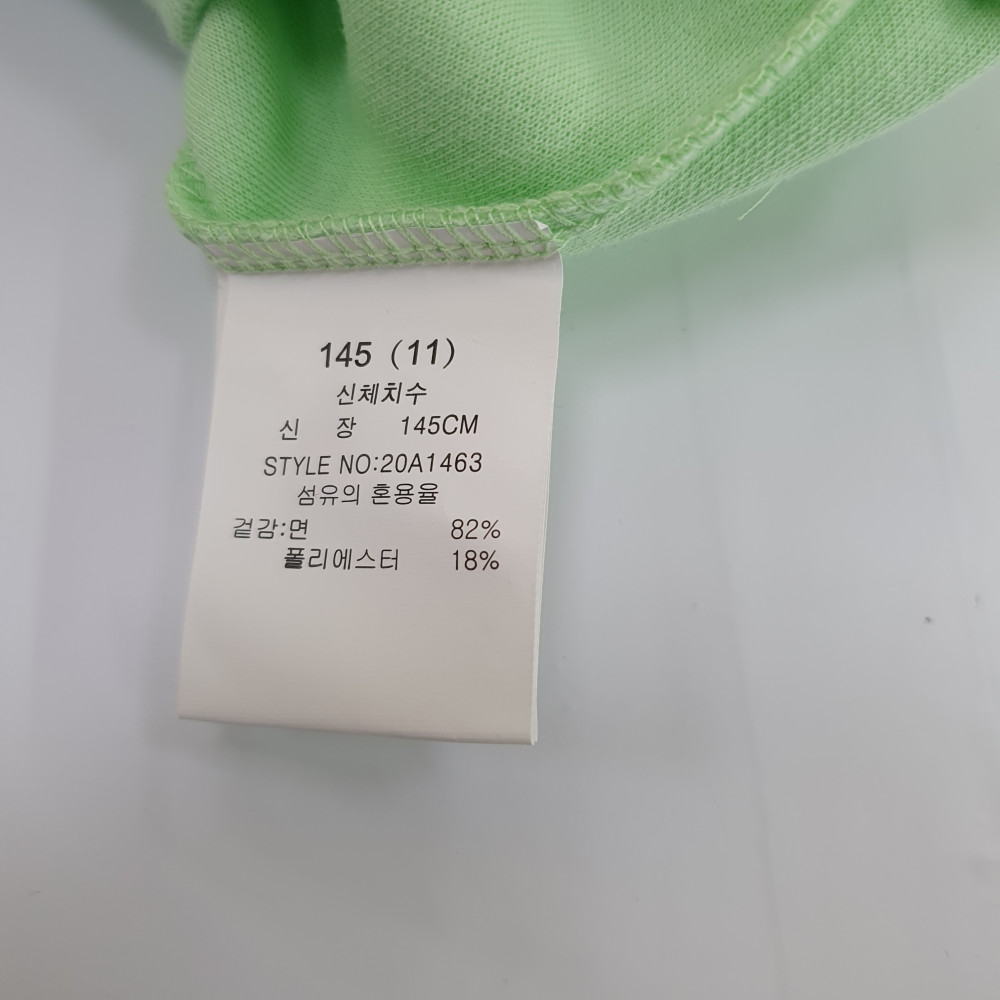 145 (11)
신체치수
신 장 145CM
STYLE NO:20A1463
섬유의 혼용율
겉감:면 82%
폴리에스터 18%